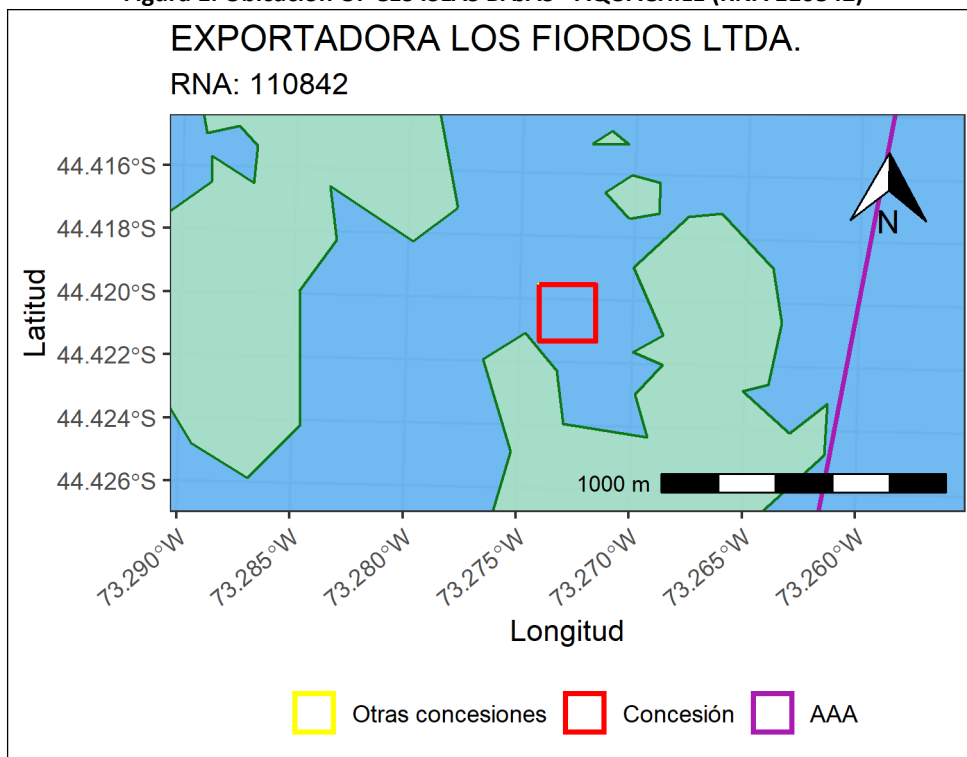 EXPORTADORA LOS FIORDOS LTDA.
RNA: 110842
44.416°S
44.418°S
44.420°S
44.422°S
44.424°S
44.426°S
Latitud
N
1000 m
73.290°W
73.285°W
73.280°W
73.275°W
73.270°W
73.265°W
73.260°W
Longitud
Otras concesiones
Concesión
AAA